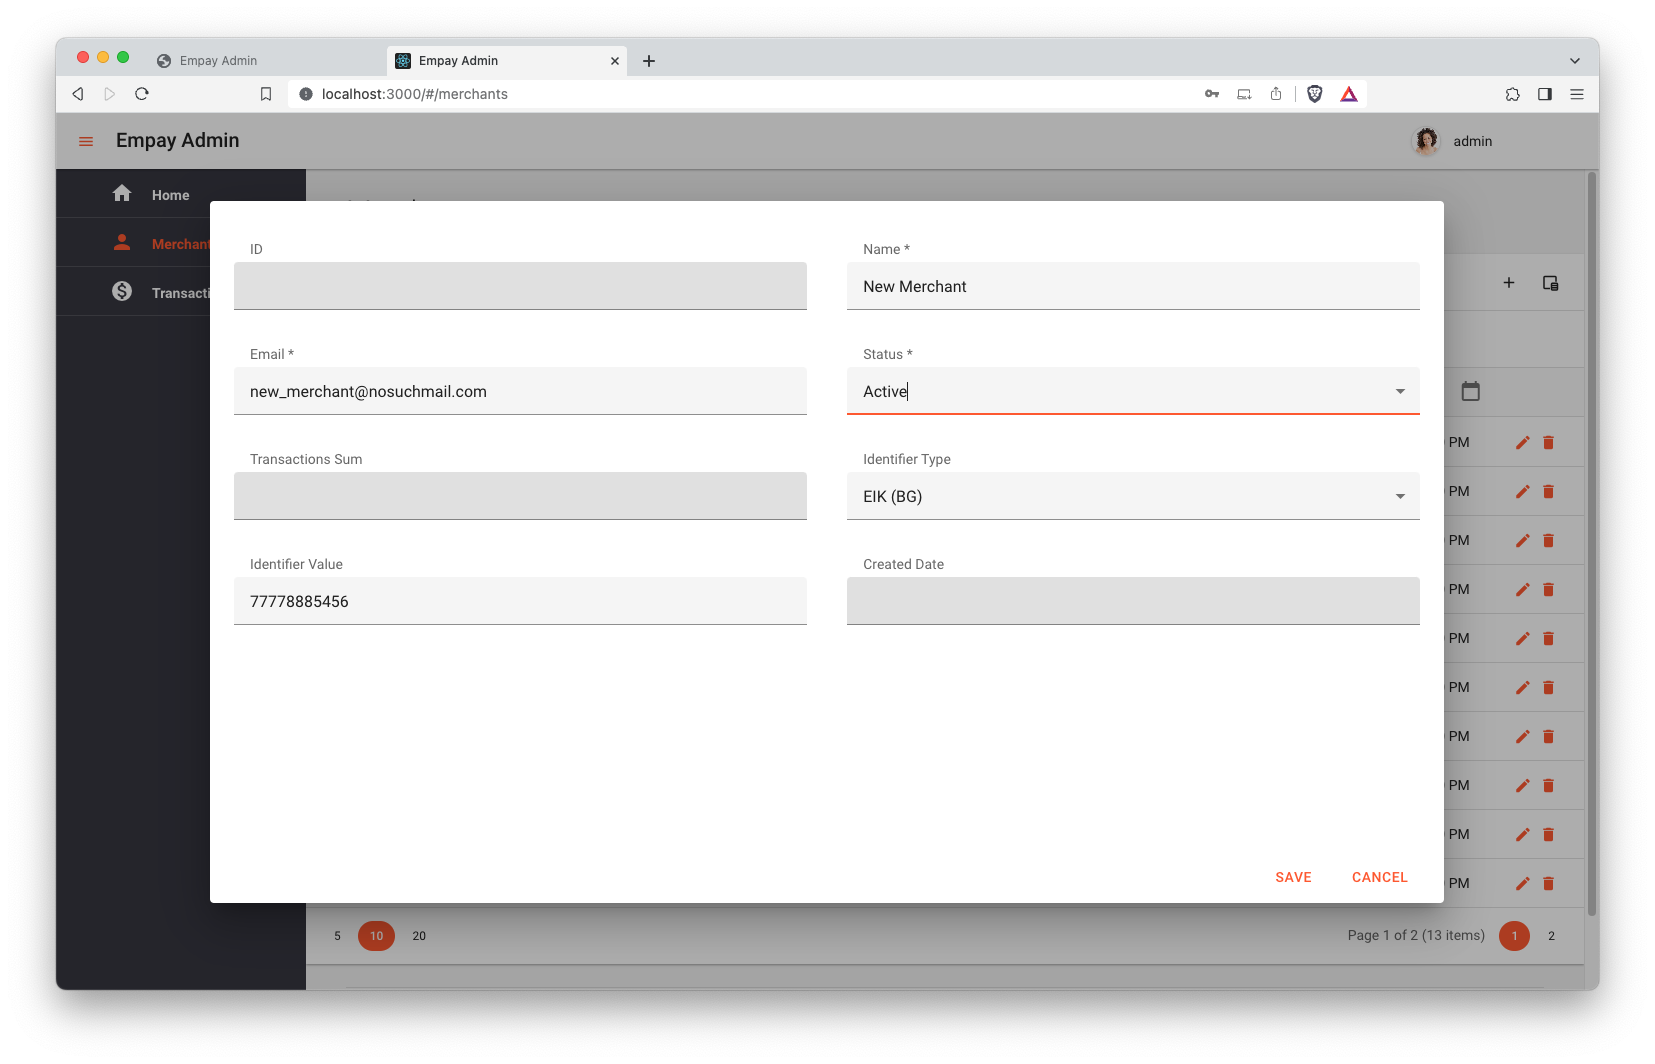 Empay Admin
Empay Admin
localhost:3000/#/merchants
Empay Admin
admin
Home
ID
Name *
New Merchant
Email *
Status *
new_merchant@nosuchmail.com
Active
Transactions Sum
Identifier Type
EIK (BG)
Identifier Value
Created Date
77778885456
PM
PM
PM
PM
PM
PM
PM
PM
PM
PM
SAVE
CANCEL
5
10
20
Page 1 of 2 (13 items)
1
2